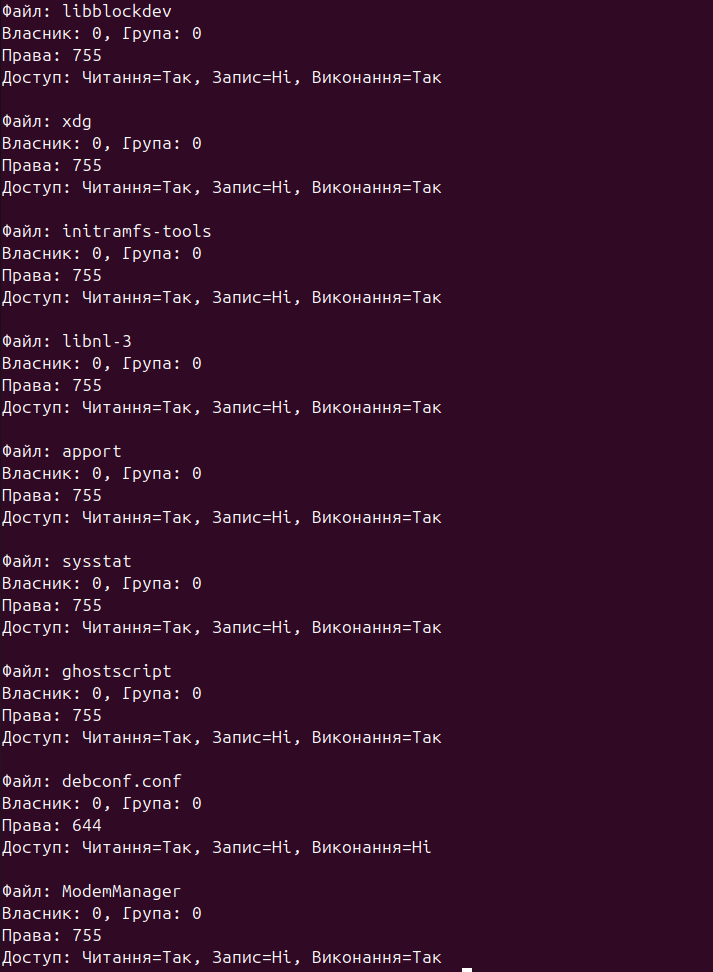 Файл: libblockdev
Власник: 0, Група: 0
Права: 755
Доступ: Читання=Так, Запис=Ні, Виконання=Так
Файл: xdg
Власник: 0, Група: 0
Права: 755
Доступ: Читання=Так, Запис=Ні, Виконання=Так
Файл: initramfs-tools
Власник: 0, Група: 0
Права: 755
Доступ: Читання=Так, Запис=Ні, Виконання=Так
Файл: libnl-3
Власник: 0, Група: 0
Права: 755
Доступ: Читання=Так, Запис=Ні, Виконання=Так
Файл: apport
Власник: 0, Група: 0
Права: 755
Доступ: Читання=Так, Запис=Ні, Виконання=Так
Файл: sysstat
Власник: 0, Група: 0
Права: 755
Доступ: Читання=Так, Запис=Ні, Виконання=Так
Файл: ghostscript
Власник: 0, Група: 0
Права: 755
Доступ: Читання=Так, Запис=Ні, Виконання=Так
Файл: debconf.conf
Власник: 0, Група: 0
Права: 644
Доступ: Читання=Так, Запис=Ні, Виконання=Ні
Файл: ModemManager
Власник: 0, Група: 0
Права: 755
Доступ: Читання=Так, Запис=Ні, Виконання=Так